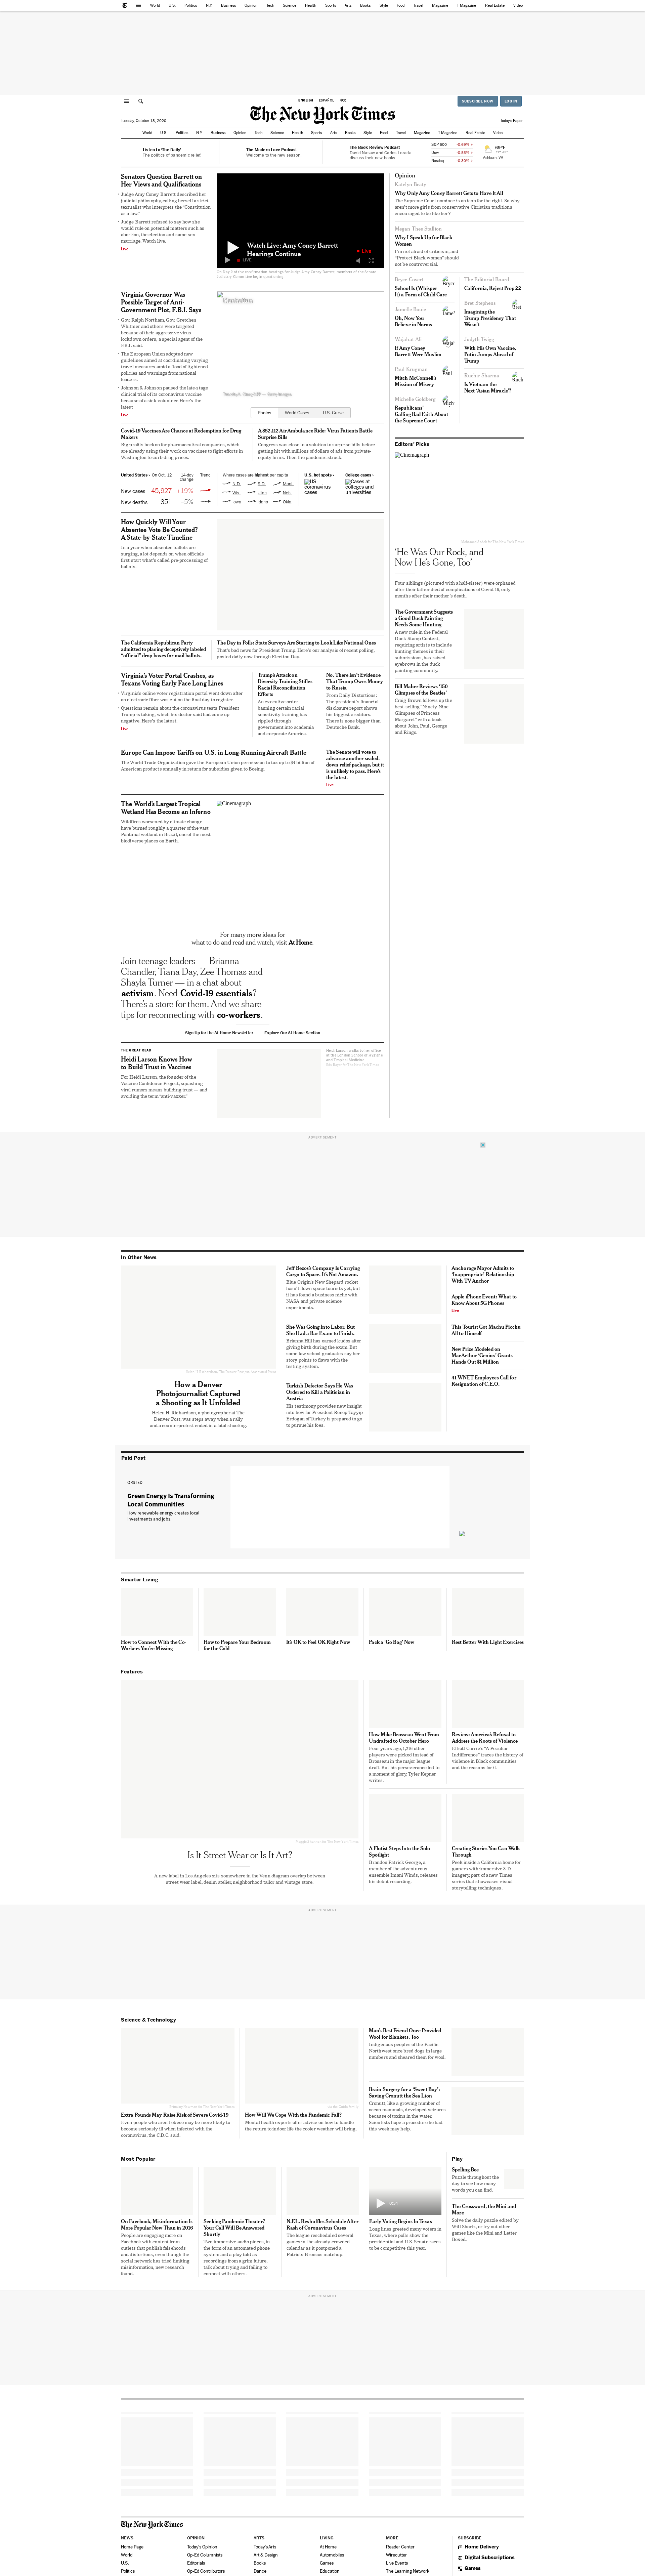 World U.S. Politics N.Y. Business Opinion Tech Science Health Sports Arts Books Style Food Travel Magazine T Magazine Real Estate Video
ENGLISH ESPAÑOL 中文
SUBSCRIBE NOW LOG IN
The New York Times
Tuesday, October 13, 2020
Today's Paper
World U.S. Politics N.Y. Business Opinion Tech Science Health Sports Arts Books Style Food Travel Magazine T Magazine Real Estate Video
Listen to 'The Daily'
The politics of pandemic relief.
The Modern Love Podcast
Welcome to the new season.
The Book Review Podcast
David Nasaw and Carlos Lozada discuss their new books.
S&P 500 -0.69%
Dow -0.53%
Nasdaq -0.30%
69°F
Ashburn, VA
Senators Question Barrett on Her Views and Qualifications
Judge Amy Coney Barrett described her judicial philosophy, calling herself a strict textualist who interprets the “Constitution as a law.”
Judge Barrett refused to say how she would rule on potential matters such as abortion, the election and same-sex marriage. Watch live.
Live
Watch Live: Amy Coney Barrett Hearings Continue
Live
LIVE
Virginia Governor Was Possible Target of Anti-Government Plot, F.B.I. Says
Gov. Ralph Northam, Gov. Gretchen Whitmer and others were targeted because of their aggressive virus lockdown orders, a special agent of the F.B.I. said.
The European Union adopted new guidelines aimed at coordinating varying travel measures amid a flood of tightened policies and warnings from national leaders.
Johnson & Johnson paused the late-stage clinical trial of its coronavirus vaccine because of a sick volunteer. Here's the latest
Live
Photos World Cases U.S. Curve
Covid-19 Vaccines Are Chance at Redemption for Drug Makers
Big profits beckon for pharmaceutical companies, which are using their work on vaccines to rehab their reputations after years of attacks and to fight efforts in Washington to curb drug prices.
A $52,112 Air Ambulance Ride: Virus Patients Battle Surprise Bills
Congress was close to a solution to surprise billing before getting hit with millions of dollars of ads from private equity firms. Then the pandemic struck.
United States › On Oct. 12 14-day change Trend
New cases 45,927 +19%
New deaths 351 –5%
Where cases are highest per capita
N.D. S.D. Mont.
Wis. Utah Neb.
Iowa Idaho Okla.
U.S. hot spots ›
US coronavirus cases
College cases ›
Cases at colleges and universities
How Quickly Will Your Absentee Vote Be Counted? A State-by-State Timeline
In a year when absentee ballots are surging, a lot depends on when officials first start what's called pre-processing of ballots.
The California Republican Party admitted to placing deceptively labeled “official” drop boxes for mail ballots.
The Day in Polls: State Surveys Are Starting to Look Like National Ones
That's bad news for President Trump. Here's our analysis of recent polling, posted daily now through Election Day.
Virginia's Voter Portal Crashes, as Texans Voting Early Face Long Lines
Virginia's online voter registration portal went down after an electronic fiber was cut on the final day to register.
Questions remain about the coronavirus tests President Trump is taking, which his doctor said had come up negative. Here's the latest.
Live
Trump's Attack on Diversity Training Stifles Racial Reconciliation Efforts
An executive order banning certain racial sensitivity training has rippled through government into academia and corporate America.
No, There Isn't Evidence That Trump Owes Money to Russia
From Daily Distortions: The president's financial disclosure report shows his biggest creditors. There is some bigger than Deutsche Bank.
Europe Can Impose Tariffs on U.S. in Long-Running Aircraft Battle
The World Trade Organization gave the European Union permission to tax up to $4 billion of American products annually in return for subsidies given to Boeing.
The Senate will vote to advance another scaled-down relief package, but it is unlikely to pass. Here's the latest.
Live
The World's Largest Tropical Wetland Has Become an Inferno
Wildfires worsened by climate change have burned roughly a quarter of the vast Pantanal wetland in Brazil, one of the most biodiverse places on Earth.
Cinemagraph
For many more ideas for what to do and read and watch, visit At Home.
Join teenage leaders — Brianna Chandler, Tiana Day, Zee Thomas and Shayla Turner — in a chat about activism. Need Covid-19 essentials? There's a store for them. And we share tips for reconnecting with co-workers.
Sign Up for the At Home Newsletter Explore Our At Home Section
THE GREAT READ
Heidi Larson Knows How to Build Trust in Vaccines
For Heidi Larson, the founder of the Vaccine Confidence Project, squashing viral rumors means building trust — and avoiding the term “anti-vaxxer.”
Opinion
Katelyn Beaty
Why Only Amy Coney Barrett Gets to Have It All
The Supreme Court nominee is an icon for the right. So why aren't more girls from conservative Christian communities encouraged to be like her?
Megan Thee Stallion
Why I Speak Up for Black Women
I'm not afraid of criticism, and “Protect Black women” should not be controversial.
Bryce Covert
School Is (Whisper It) a Form of Child Care
Jamelle Bouie
Oh, Now You Believe in Norms
Wajahat Ali
If Amy Coney Barrett Were Muslim
Paul Krugman
Mitch McConnell's Mission of Misery
Michelle Goldberg
Republicans' Galling Bad Faith About the Supreme Court
The Editorial Board
California, Reject Prop 22
Bret Stephens
Imagining the Trump Presidency That Wasn't
Judyth Twigg
With His Own Vaccine, Putin Jumps Ahead of Trump
Ruchir Sharma
Is Vietnam the Next 'Asian Miracle'?
Editors' Picks
Cinemagraph
'He Was Our Rock, and Now He's Gone, Too'
Four siblings (pictured with a half-sister) were orphaned after their father died of complications of Covid-19, only months after their mother's death.
The Government Suggests a Good Duck Painting Needs Some Hunting
A new rule in the Federal Duck Stamp Contest, requiring artists to include hunting themes in their submissions, has raised eyebrows in the duck painting community.
Bill Maher Reviews '150 Glimpses of the Beatles'
Craig Brown follows up the best-selling “Ninety-Nine Glimpses of Princess Margaret” with a book about John, Paul, George and Ringo.
ADVERTISEMENT
In Other News
How a Denver Photojournalist Captured a Shooting as It Unfolded
Helen H. Richardson, a photographer at The Denver Post, was steps away when a rally and a counterprotest ended in a fatal shooting.
Jeff Bezos's Company Is Carrying Cargo to Space. It's Not Amazon.
Blue Origin's New Shepard rocket hasn't flown space tourists yet, but it has found a business niche with NASA and private science experiments.
She Was Going Into Labor. But She Had a Bar Exam to Finish.
Brianna Hill has earned kudos after giving birth during the exam. But some law school graduates say her story points to flaws with the testing system.
Turkish Defector Says He Was Ordered to Kill a Politician in Austria
His testimony provides new insight into how far President Recep Tayyip Erdogan of Turkey is prepared to go to pursue his foes.
Anchorage Mayor Admits to 'Inappropriate' Relationship With TV Anchor
Apple iPhone Event: What to Know About 5G Phones
Live
This Tourist Got Machu Picchu All to Himself
New Prize Modeled on MacArthur 'Genius' Grants Hands Out $1 Million
41 WNET Employees Call for Resignation of C.E.O.
Paid Post
ORSTED
Green Energy Is Transforming Local Communities
How renewable energy creates local investments and jobs.
Smarter Living
How to Connect With the Co-Workers You're Missing
How to Prepare Your Bedroom for the Cold
It's OK to Feel OK Right Now
Pack a 'Go Bag' Now
Rest Better With Light Exercises
Features
Is It Street Wear or Is It Art?
A new label in Los Angeles sits somewhere in the Venn diagram overlap between street wear label, denim atelier, neighborhood tailor and vintage store.
How Mike Brosseau Went From Undrafted to October Hero
Four years ago, 1,216 other players were picked instead of Brosseau in the major league draft. But his perseverance led to a moment of glory, Tyler Kepner writes.
Review: America's Refusal to Address the Roots of Violence
Elliott Currie's “A Peculiar Indifference” traces the history of violence in Black communities and the reasons for it.
A Flutist Steps Into the Solo Spotlight
Brandon Patrick George, a member of the adventurous ensemble Imani Winds, releases his debut recording.
Creating Stories You Can Walk Through
Peek inside a California home for apards with immersive 3-D imagery, part of a new Times series that showcases visual storytelling techniques.
ADVERTISEMENT
Science & Technology
Extra Pounds May Raise Risk of Severe Covid-19
Even people who aren't obese may be more likely to become seriously ill when infected with the coronavirus, the C.D.C. said.
How Will We Cope With the Pandemic Fall?
Mental health experts offer advice on how to handle the return to indoor life the cooler weather will bring.
Man's Best Friend Once Provided Wool for Blankets, Too
Indigenous peoples of the Pacific Northwest once bred dogs in large numbers and sheared them for wool.
Brain Surgery for a 'Sweet Boy': Saving Cronutt the Sea Lion
Cronutt, like a growing number of ocean mammals, developed seizures because of toxins in the water. Scientists hope a procedure he had this week may help.
Most Popular
On Facebook, Misinformation Is More Popular Now Than in 2016
People are engaging more on Facebook with content from outlets that publish falsehoods and distortions, even though the social network has tried limiting misinformation, new research found.
Seeking Pandemic Theater? Your Call Will Be Answered Shortly
Two immersive audio pieces, in the form of an automated phone system and a play told as recordings from a grim future, talk about trying and failing to connect with others.
N.F.L. Reshuffles Schedule After Rash of Coronavirus Cases
The league rescheduled several games in the already crowded calendar as it postponed a Patriots-Broncos matchup.
Early Voting Begins In Texas
Long lines greeted many voters in Texas. Though polls show the presidential and U.S. Senate races to be competitive this year.
Play
Spelling Bee
Puzzle throughout the day to see how many words you can find.
The Crossword, the Mini and More
Solve the daily puzzle edited by Will Shortz, or try our other games like the Mini and Letter Boxed.
ADVERTISEMENT
The New York Times
NEWS
Home Page
World
U.S.
Politics
OPINION
Today's Opinion
Op-Ed Columnists
Editorials
Op-Ed Contributors
ARTS
Today's Arts
Art & Design
Books
Dance
LIVING
At Home
Automobiles
Games
Education
MORE
Reader Center
Wirecutter
Live Events
The Learning Network
SUBSCRIBE
Home Delivery
Digital Subscriptions
Games